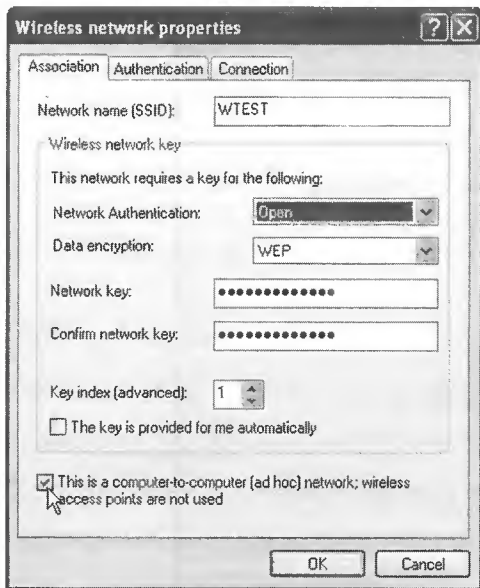 Wireless network properties
Association Authentication Connection
Network name (SSID): WTEST
Wireless network key
This network requires a key for the following:
Network Authentication: Open
Data encryption: WEP
Network key: •••••••••••••
Confirm network key: •••••••••••••
Key index (advanced): 1
The key is provided for me automatically
This is a computer-to-computer (ad hoc) network; wireless
access points are not used
OK Cancel